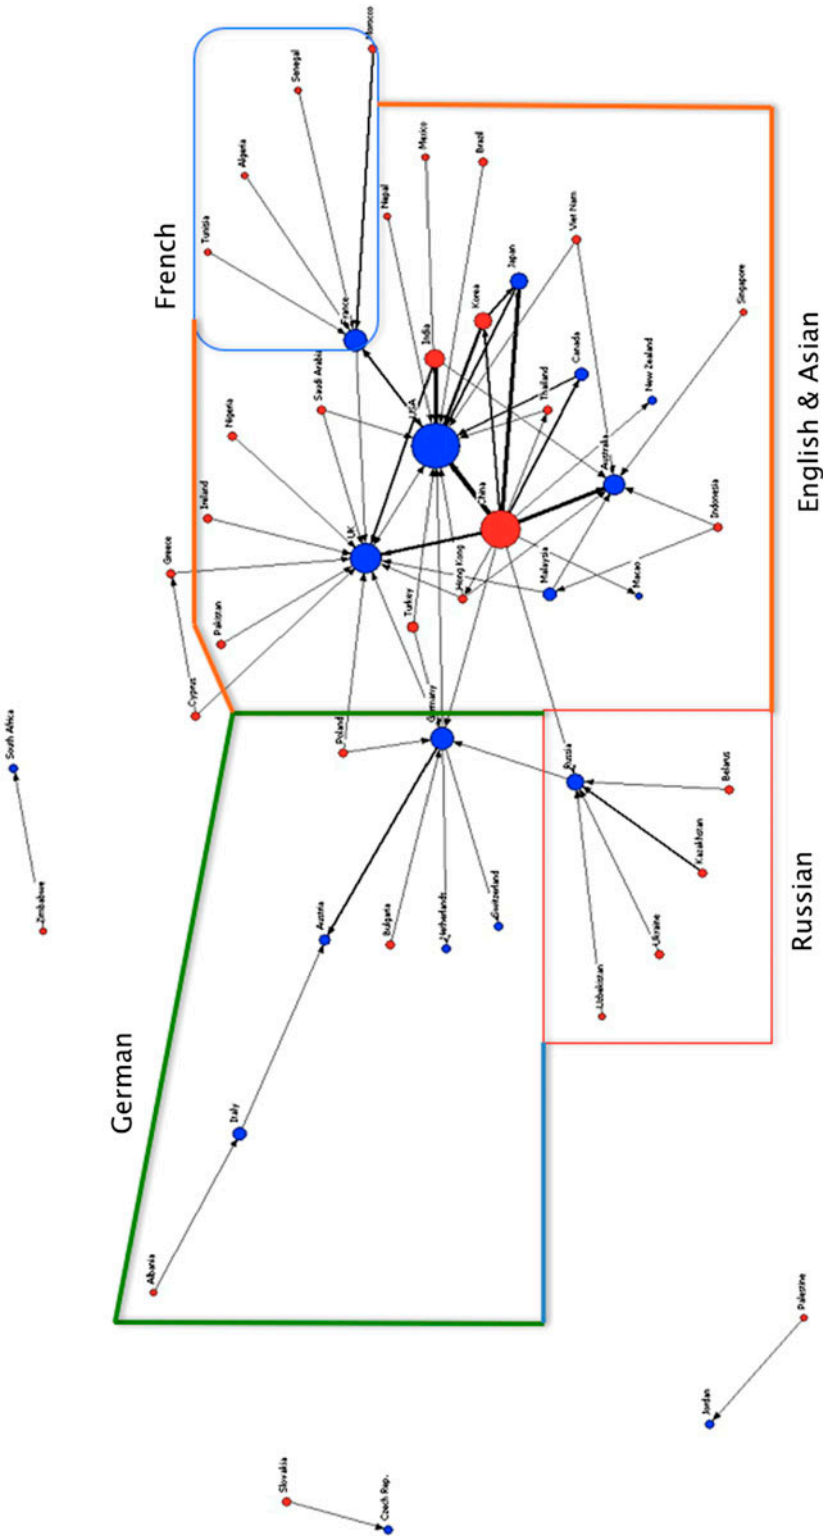 Morocco
Senegal
Algeria
Tunisia
French
France
Mexico
Brazil
Nepal
Viet Nam
Japan
Korea
India
Singapore
Canada
Saudi Arabia
Thailand
New Zealand
USA
Nigeria
Australia
English & Asian
China
Ireland
Indonesia
UK
Greece
Hong Kong
Malaysia
Macao
Turkey
Pakistan
Cyprus
Germany
Poland
South Africa
Russia
Belarus
Kazakhstan
Zimbabwe
Austria
Bulgaria
Netherlands
Switzerland
Ukraine
Russian
Uzbekistan
German
Italy
Albania
Palestine
Jordan
Slovakia
Czech Rep.